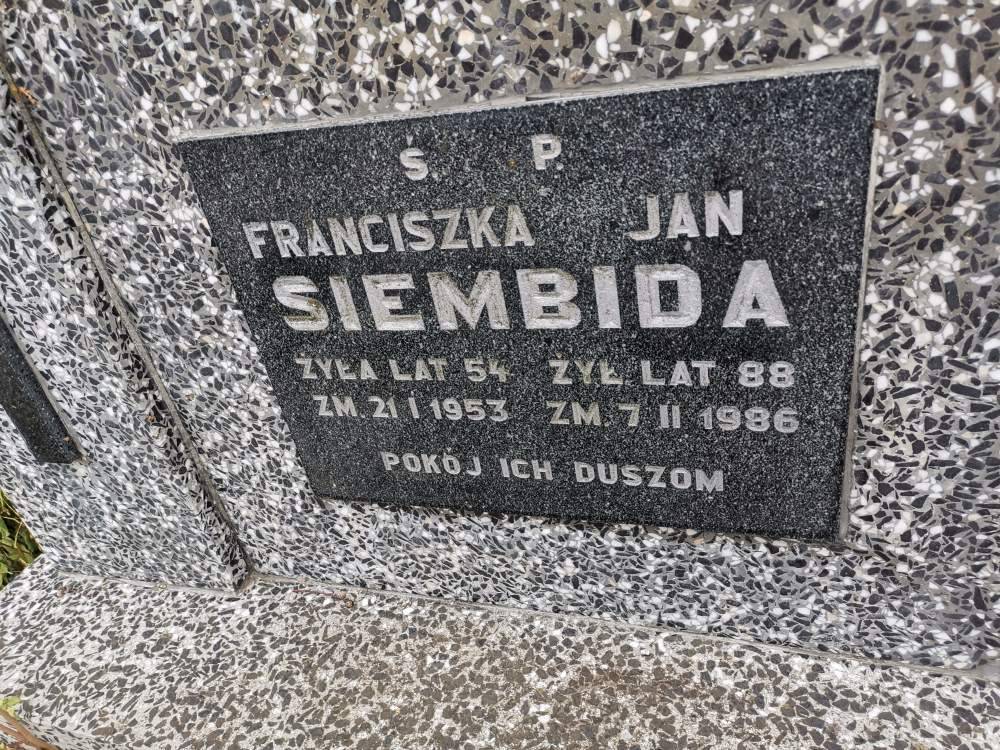 Ś. P.
FRANCISZKA JAN
SIEMBIDA
ŻYŁA LAT 54 ŻYŁ LAT 88
ZM. 21 I 1953 ZM. 7 II 1986
POKÓJ ICH DUSZOM